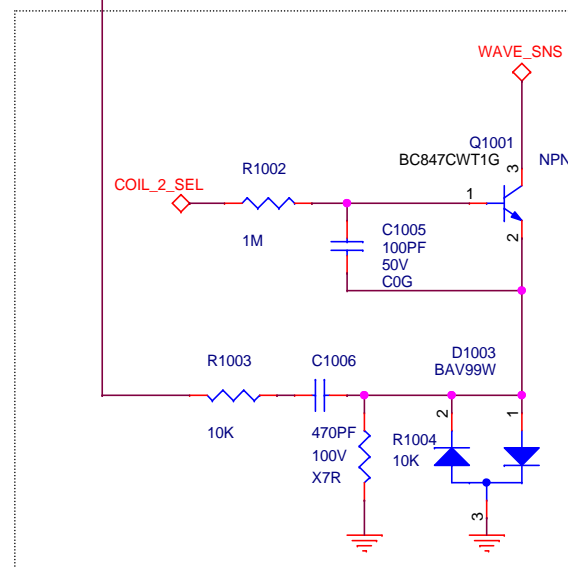 WAVE_SNS
Q1001
BC847CWT1G
NPN
3
1
2
R1002
COIL_2_SEL
1M
C1005
100PF
50V
C0G
R1003
C1006
D1003
BAV99W
10K
470PF
100V
X7R
R1004
10K
2
1
3